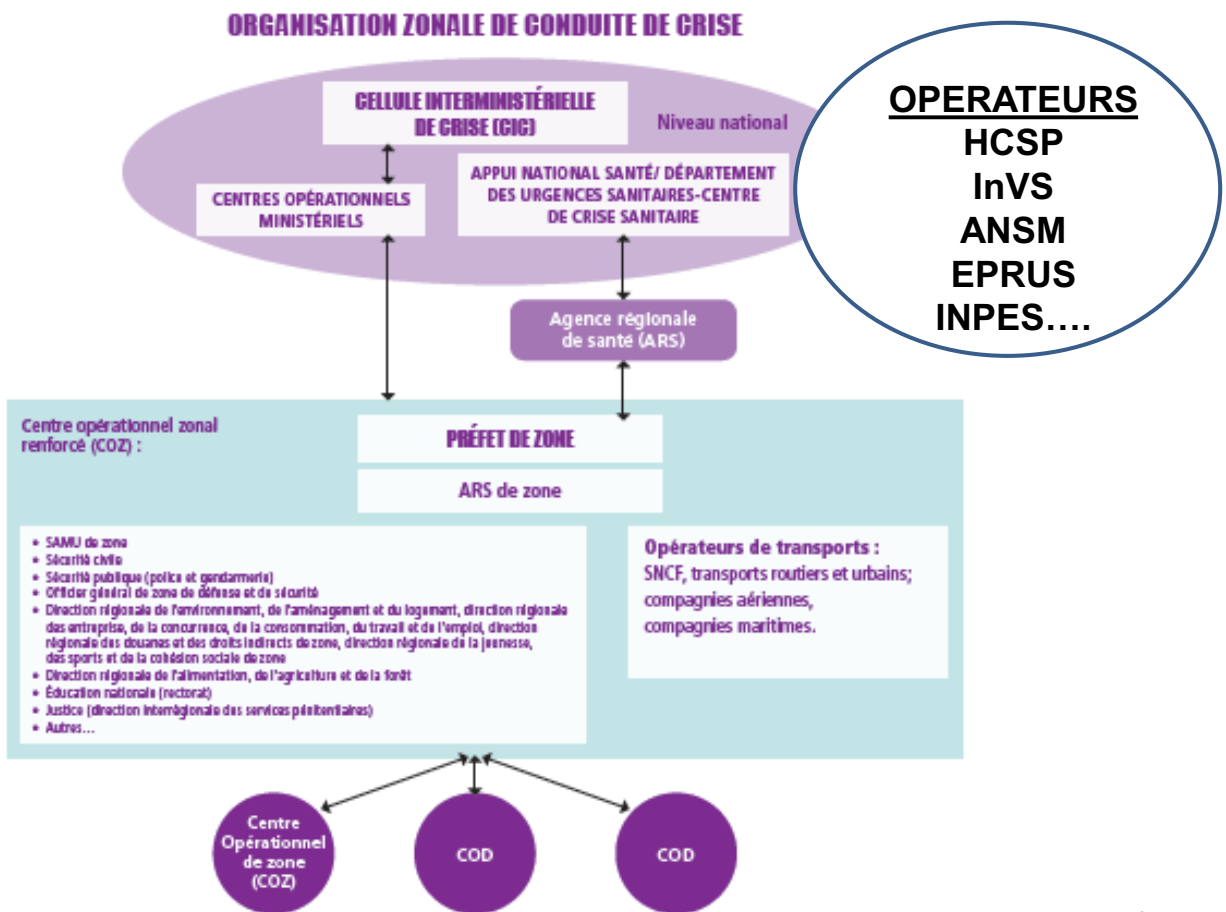 ORGANISATION ZONALE DE CONDUITE DE CRISE
CELLULE INTERMINISTÉRIELLE
DE CRISE (CIC)
Niveau national
CENTRES OPÉRATIONNELS
MINISTÉRIELS
APPUI NATIONAL SANTÉ/ DÉPARTEMENT
DES URGENCES SANITAIRES-CENTRE
DE CRISE SANITAIRE
OPERATEURS
HCSP
InVS
ANSM
EPRUS
INPES....
Agence régionale
de santé (ARS)
Centre opérationnel zonal
renforcé (COZ) :
PRÉFET DE ZONE
ARS de zone
• SAMU de zone
• Sécurité civile
• Sécurité publique (police et gendarmerie)
• Officier général de zone de défense et de sécurité
• Direction régionale de l'environnement, de l'aménagement et du logement, direction régionale
des entreprise, de la concurrence, de la consommation, du travail et de l'emploi, direction
régionale des douanes et des droits indirects de zone, direction régionale de la jeunesse,
des sports et de la cohésion sociale de zone
• Direction régionale de l'alimentation, de l'agriculture et de la forêt
• Éducation nationale (rectorat)
• Justice (direction interrégionale des services pénitentiaires)
• Autres...
Opérateurs de transports :
SNCF, transports routiers et urbains;
compagnies aériennes,
compagnies maritimes.
Centre
Opérationnel
de zone
(COZ)
COD
COD